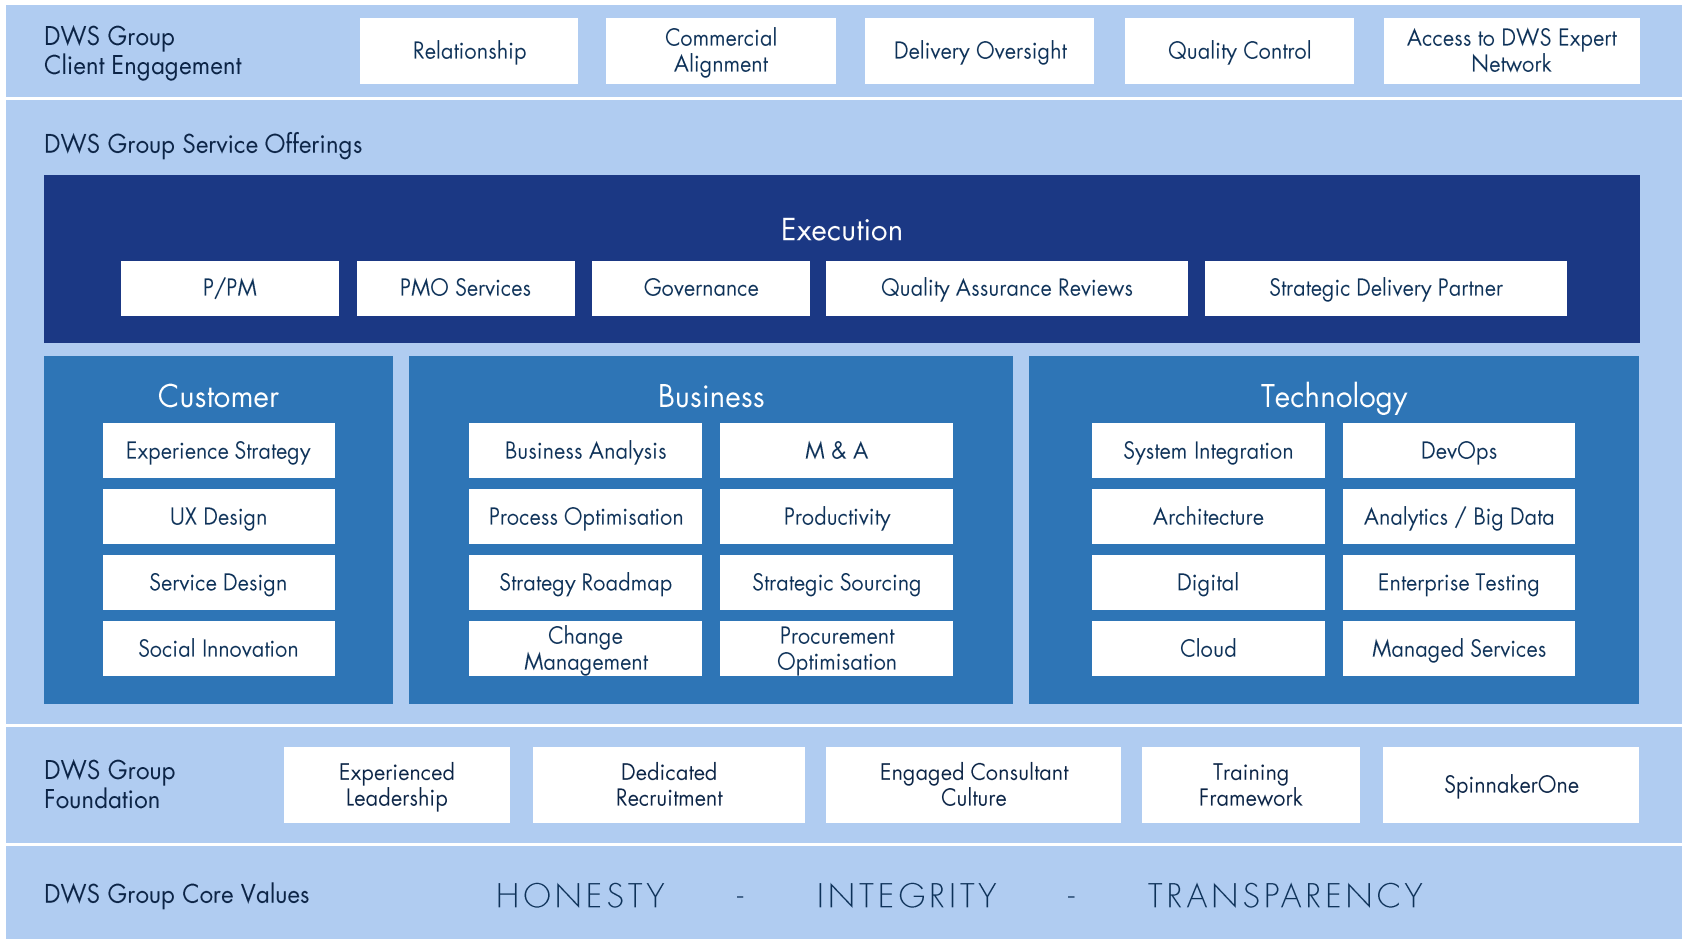 DWS Group
Client Engagement
Relationship
Commercial
Alignment
Delivery Oversight
Quality Control
Access to DWS Expert
Network
DWS Group Service Offerings
Execution
P/PM
PMO Services
Governance
Quality Assurance Reviews
Strategic Delivery Partner
Customer
Experience Strategy
UX Design
Service Design
Social Innovation
Business
Business Analysis
M & A
Process Optimisation
Productivity
Strategy Roadmap
Strategic Sourcing
Change
Management
Procurement
Optimisation
Technology
System Integration
DevOps
Architecture
Analytics / Big Data
Digital
Enterprise Testing
Cloud
Managed Services
DWS Group
Foundation
Experienced
Leadership
Dedicated
Recruitment
Engaged Consultant
Culture
Training
Framework
SpinnakerOne
DWS Group Core Values
HONESTY - INTEGRITY - TRANSPARENCY